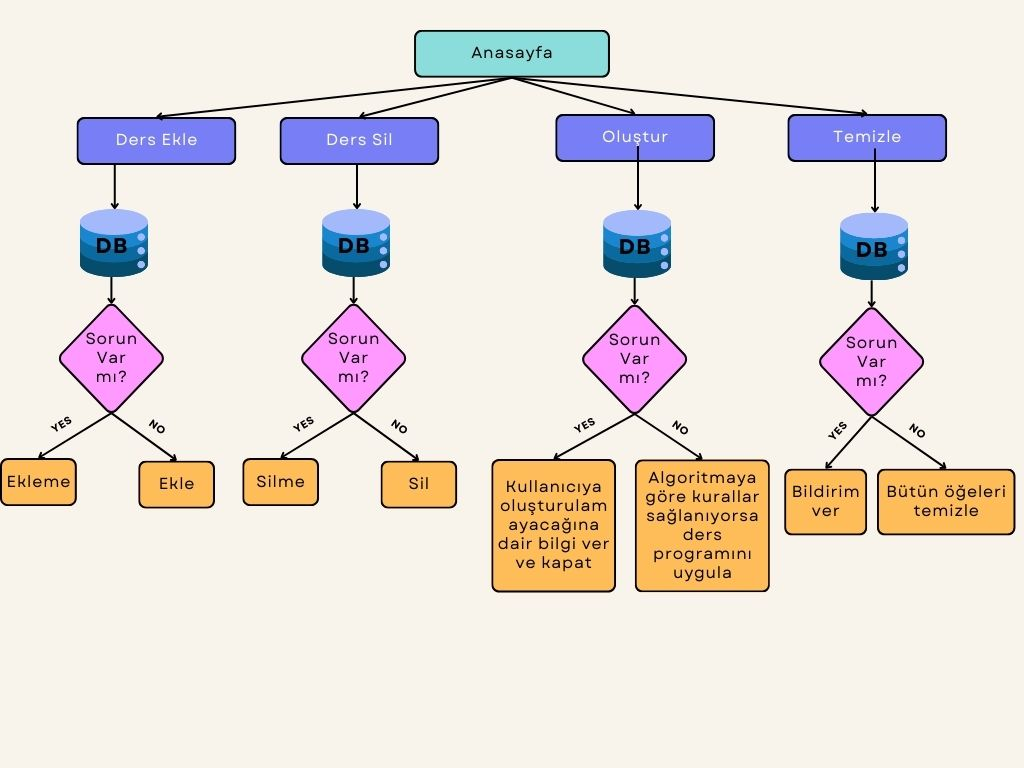 Anasayfa
Ders Ekle
Ders Sil
Oluştur
Temizle
DB
DB
DB
DB
Sorun
Var
mı?
Sorun
Var
mı?
Sorun
Var
mı?
Sorun
Var
mı?
YES
NO
YES
NO
YES
NO
YES
NO
Ekleme
Ekle
Silme
Sil
Kullanıcıya
oluşturulam
ayacağına
dair bilgi ver
ve kapat
Algoritmaya
göre kurallar
sağlanıyorsa
ders
programını
uygula
Bildirim
ver
Bütün öğeleri
temizle